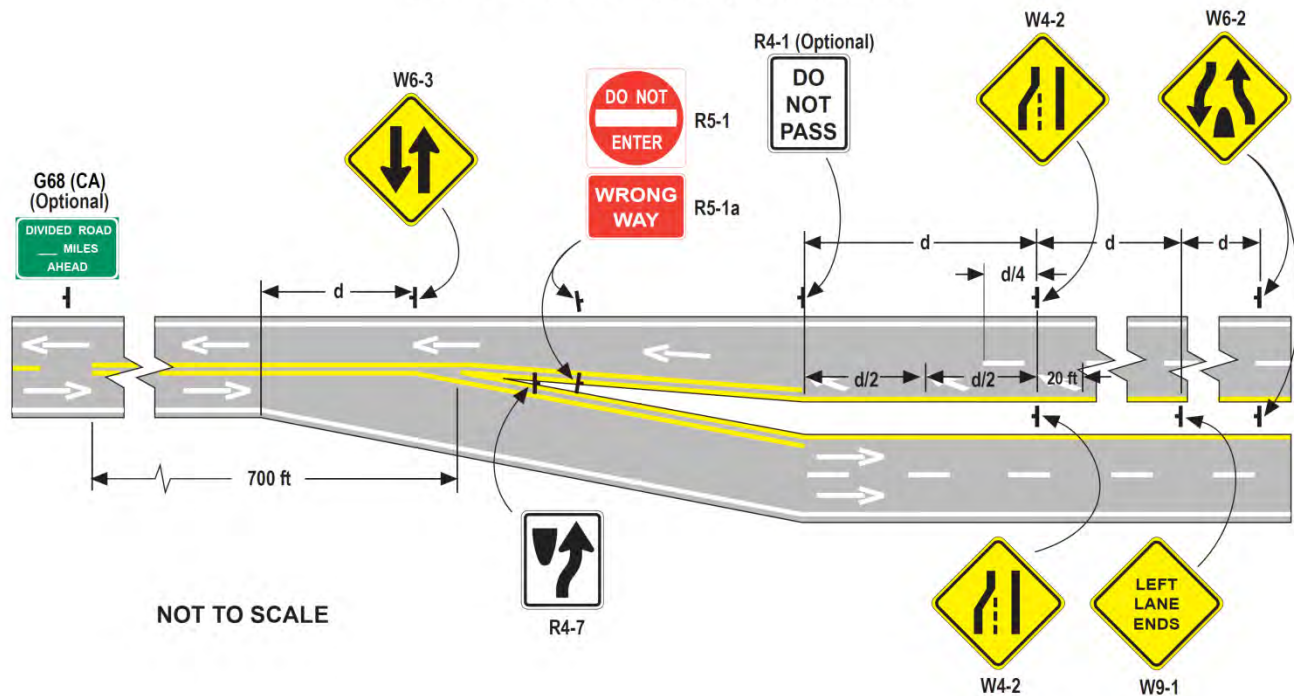 W4-2
W6-2
R4-1 (Optional)
DO
NOT
PASS
W6-3
DO NOT
ENTER
R5-1
WRONG
WAY
R5-1a
G68 (CA)
(Optional)
DIVIDED ROAD
___ MILES
AHEAD
d
d
d
d/4
d
d/2
d/2
20 ft
700 ft
NOT TO SCALE
R4-7
LEFT
LANE
ENDS
W4-2
W9-1